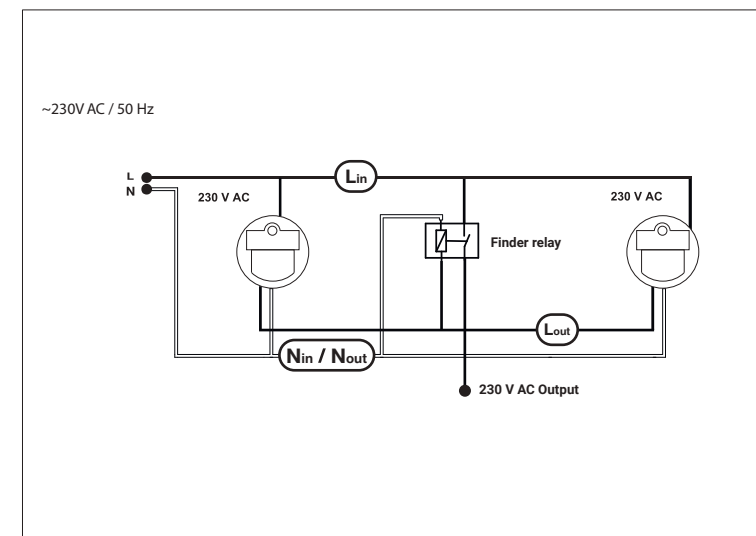 ~230V AC / 50 Hz
L
N
230 V AC
Lin
230 V AC
Finder relay
Lout
Nin / Nout
230 V AC Output